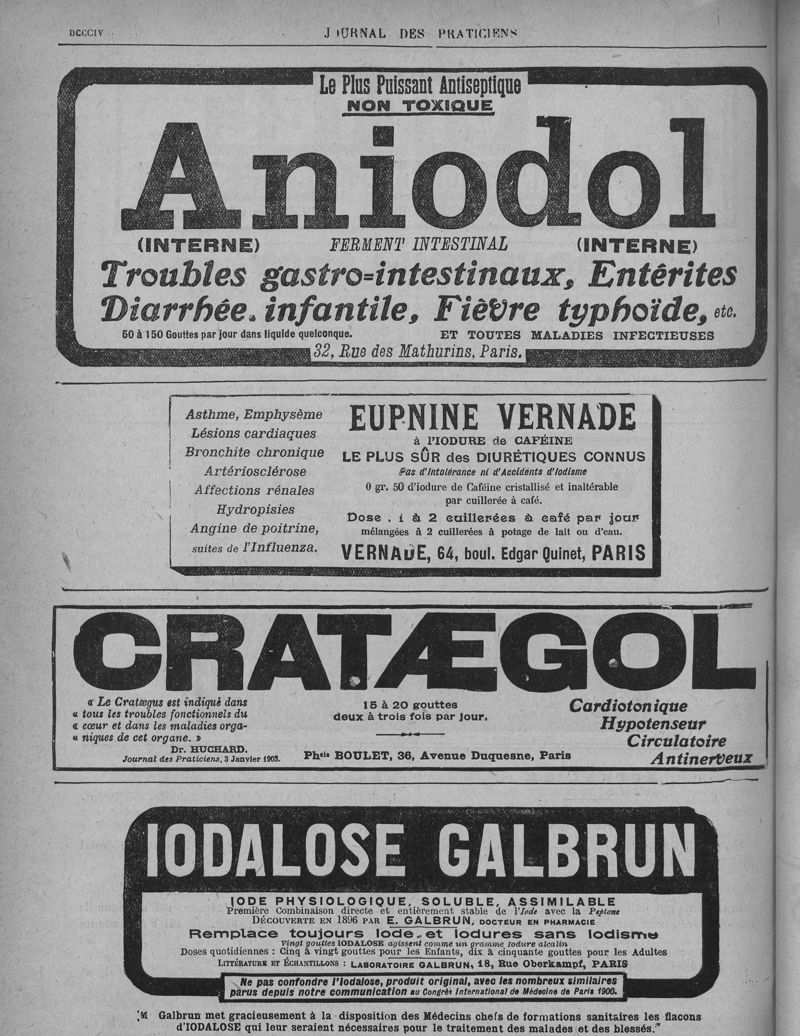 DCCCIV
JOURNAL DES PRATICIENS
Le Plus Puissant Antiseptique
NON TOXIQUE
Aniodol
(INTERNE) FERMENT INTESTINAL (INTERNE)
Troubles gastro=intestinaux, Entérites
Diarrhée infantile, Fièvre typhoïde, etc.
50 à 150 Gouttes par jour dans liquide quelconque. ET TOUTES MALADIES INFECTIEUSES
32, Rue des Mathurins, Paris.
Asthme, Emphysème
Lésions cardiaques
Bronchite chronique
Artériosclérose
Affections rénales
Hydropisies
Angine de poitrine,
suites de l'Influenza.
EUPNINE VERNADE
à l'IODURE de CAFÉINE
LE PLUS SÛR des DIURÉTIQUES CONNUS
Pas d'Intolérance ni d'Accidents d'Iodisme
0 gr. 50 d'iodure de Caféine cristallisé et inaltérable
par cuillerée à café.
Dose . 1 à 2 cuillerées à café par jour
mélangées à 2 cuillerées à potage de lait ou d'eau.
VERNADE, 64, boul. Edgar Quinet, PARIS
CRATÆGOL
« Le Cratægus est indiqué dans
« tous les troubles fonctionnels du
« cœur et dans les maladies orga-
« niques de cet organe. »
Dr. HUCHARD.
Journal des Praticiens, 3 Janvier 1903.
15 à 20 gouttes
deux à trois fois par jour.
Phcie BOULET, 36, Avenue Duquesne, Paris
Cardiotonique
Hypotenseur
Circulatoire
Antinerveux
IODALOSE GALBRUN
IODE PHYSIOLOGIQUE, SOLUBLE, ASSIMILABLE
Première Combinaison directe et entièrement stable de l'Iode avec la Peptone
DÉCOUVERTE EN 1896 PAR E. GALBRUN, DOCTEUR EN PHARMACIE
Remplace toujours Iode et Iodures sans Iodisme
Vingt gouttes IODALOSE agissent comme un gramme Iodure alcalin
Doses quotidiennes : Cinq à vingt gouttes pour les Enfants, dix à cinquante gouttes pour les Adultes
LITTÉRATURE ET ÉCHANTILLONS : LABORATOIRE GALBRUN, 18, Rue Oberkampf, PARIS
Ne pas confondre l'Iodalose, produit original, avec les nombreux similaires
parus depuis notre communication au Congrès International de Médecine de Paris 1900.
M Galbrun met gracieusement à la disposition des Médecins chefs de formations sanitaires les flacons
d'IODALOSE qui leur seraient nécessaires pour le traitement des malades et des blessés."